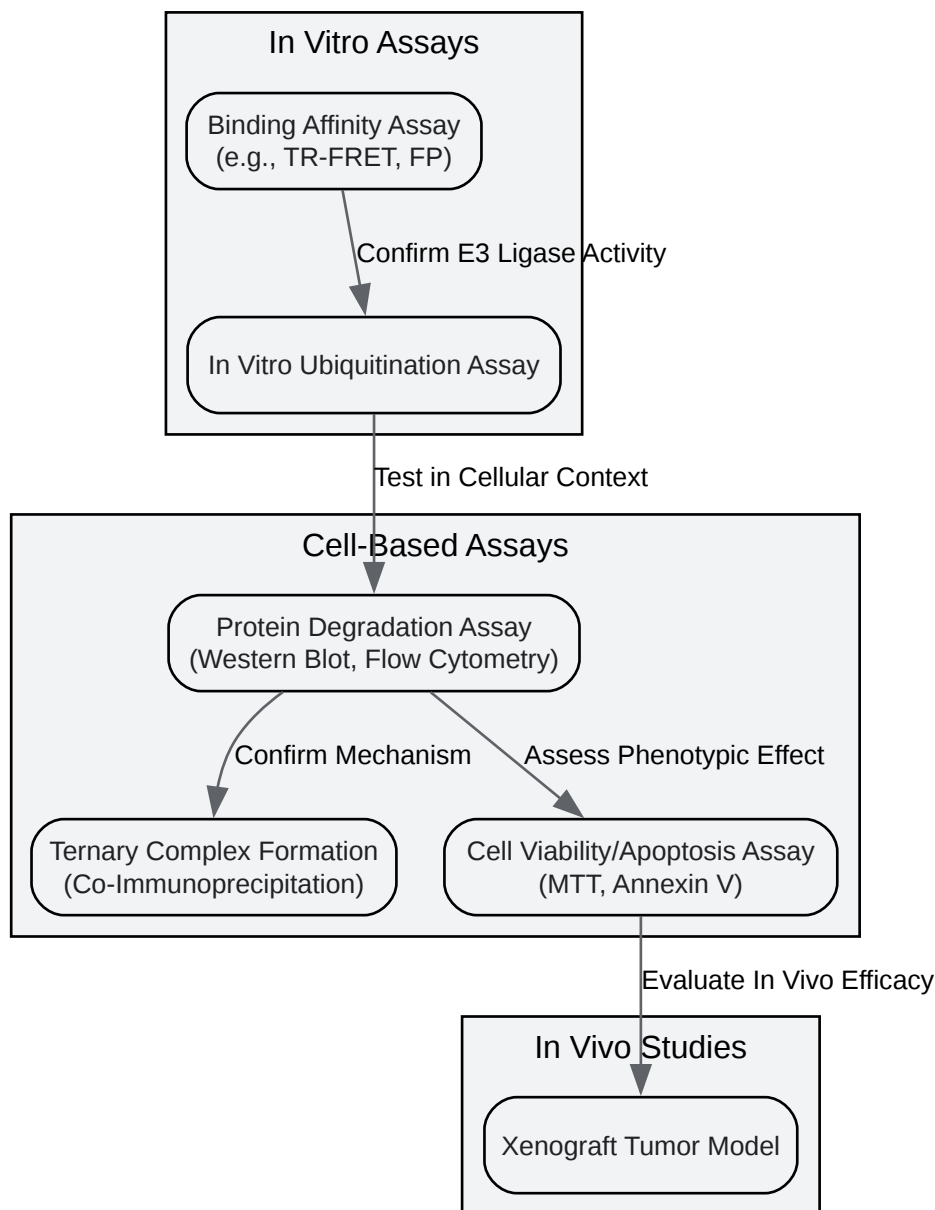 In Vitro Assays
Binding Affinity Assay
(e.g., TR-FRET, FP)
Confirm E3 Ligase Activity
In Vitro Ubiquitination Assay
Test in Cellular Context
Cell-Based Assays
Protein Degradation Assay
(Western Blot, Flow Cytometry)
Confirm Mechanism
Assess Phenotypic Effect
Ternary Complex Formation
(Co-Immunoprecipitation)
Cell Viability/Apoptosis Assay
(MTT, Annexin V)
Evaluate In Vivo Efficacy
In Vivo Studies
Xenograft Tumor Model